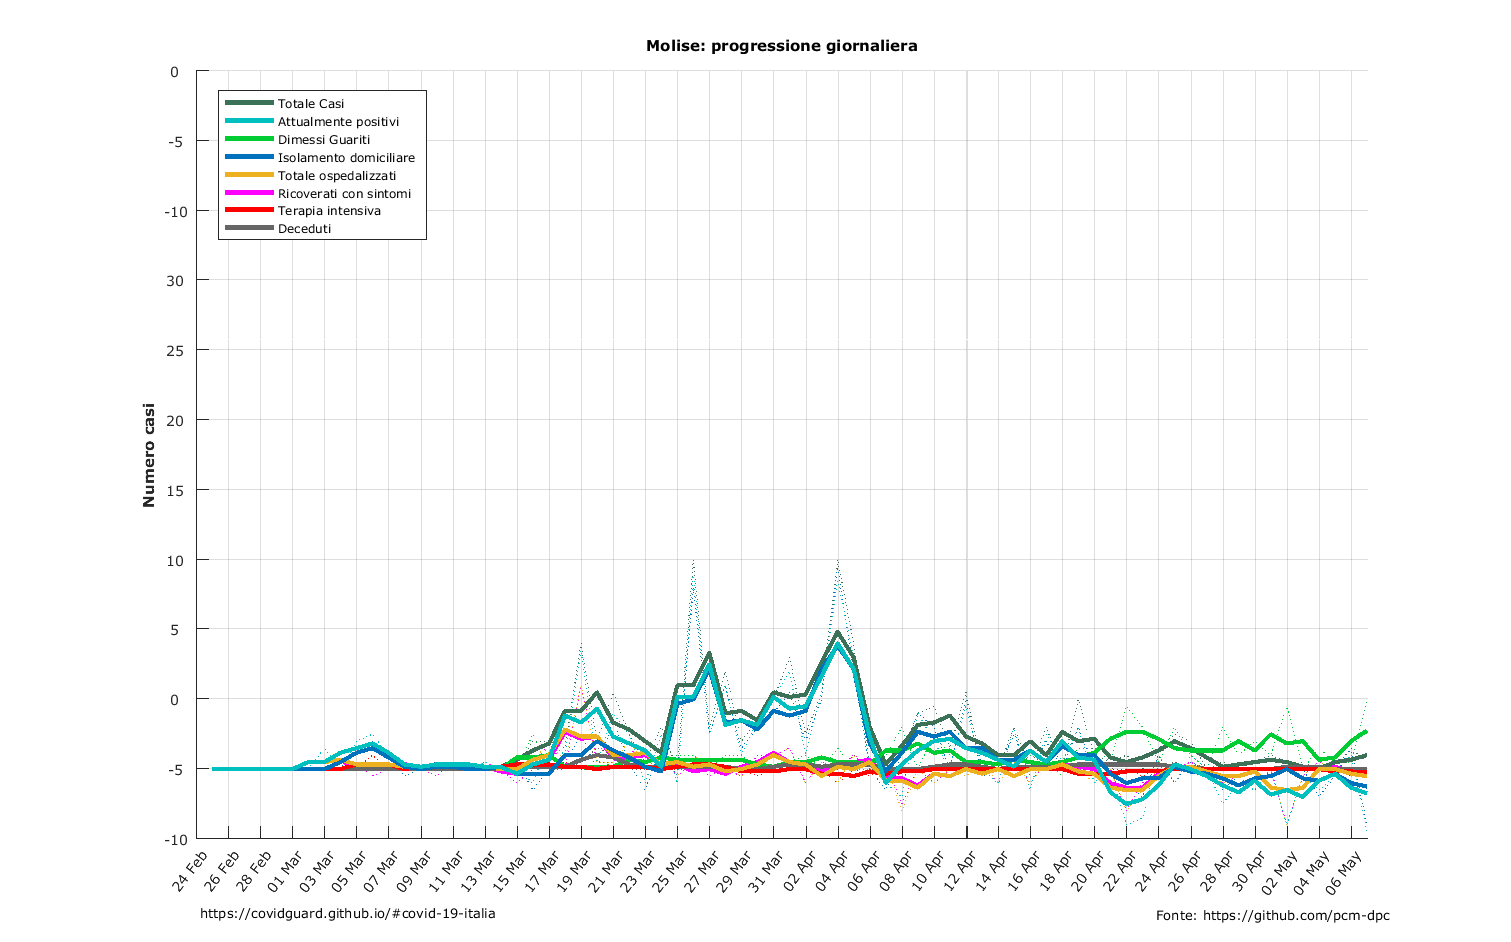 Molise: progressione giornaliera
0
-5
-10
30
25
20
15
10
5
0
-5
-10
Numero casi
Totale Casi
Attualmente positivi
Dimessi Guariti
Isolamento domiciliare
Totale ospedalizzati
Ricoverati con sintomi
Terapia intensiva
Deceduti
24 Feb
26 Feb
28 Feb
01 Mar
03 Mar
05 Mar
07 Mar
09 Mar
11 Mar
13 Mar
15 Mar
17 Mar
19 Mar
21 Mar
23 Mar
25 Mar
27 Mar
29 Mar
31 Mar
02 Apr
04 Apr
06 Apr
08 Apr
10 Apr
12 Apr
14 Apr
16 Apr
18 Apr
20 Apr
22 Apr
24 Apr
26 Apr
28 Apr
30 Apr
02 May
04 May
06 May
https://covidguard.github.io/#covid-19-italia
Fonte: https://github.com/pcm-dpc